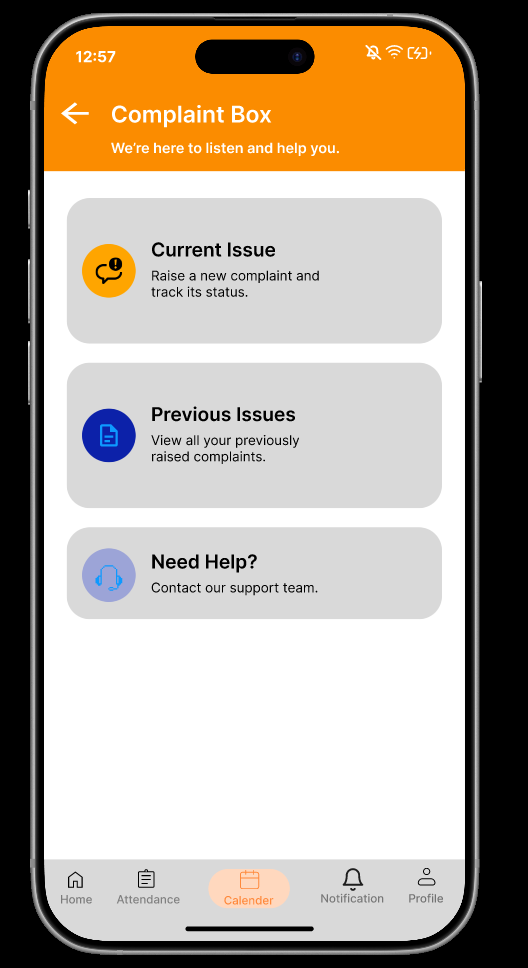 12:57
Complaint Box
We're here to listen and help you.
Current Issue
Raise a new complaint and
track its status.
Previous Issues
View all your previously
raised complaints.
Need Help?
Contact our support team.
Home
Attendance
Calender
Notification
Profile